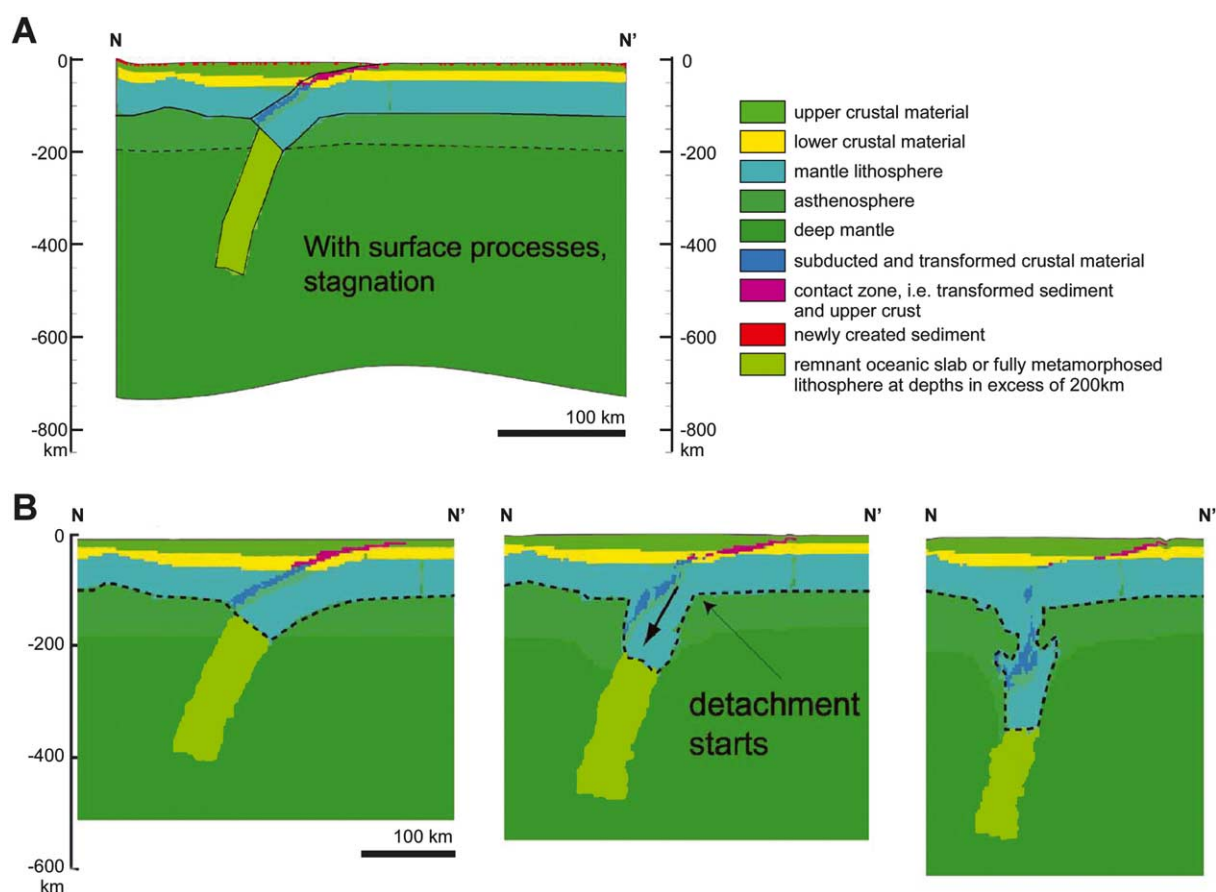 A
N
N'
0
-200
-400
-600
-800
km
With surface processes,
stagnation
100 km
0
-200
-400
-600
-800
km
upper crustal material
lower crustal material
mantle lithosphere
asthenosphere
deep mantle
subducted and transformed crustal material
contact zone, i.e. transformed sediment
and upper crust
newly created sediment
remnant oceanic slab or fully metamorphosed
lithosphere at depths in excess of 200km
B
N
N'
0
-200
-400
-600
km
100 km
N
N'
detachment
starts
N
N'